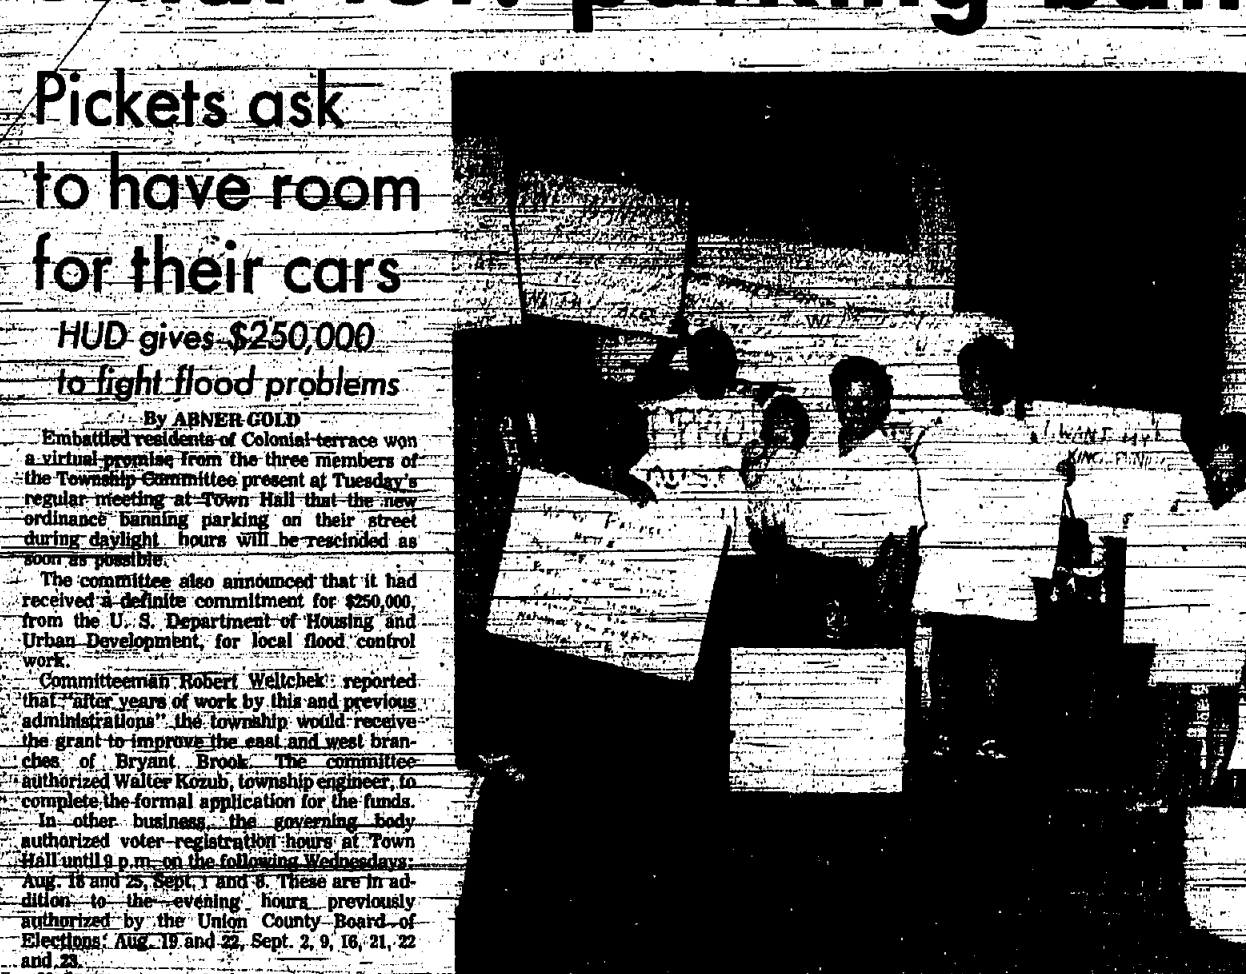 parking ban
Pickets ask
to have room
for their cars
HUD gives $250,000
to fight flood problems
By ABNER GOLD
Embattled residents of Colonial terrace won
a virtual promise from the three members of
the Township Committee present at Tuesday's
regular meeting at Town Hall that the new
ordinance banning parking on their street
during daylight hours will be rescinded as
soon as possible.
The committee also announced that it had
received a definite commitment for $250,000,
from the U. S. Department of Housing and
Urban Development, for local flood control
work.
Committeeman Robert Weltchek reported
that "after years of work by this and previous
administrations" the township would receive
the grant to improve the east and west bran-
ches of Bryant Brook. The committee
authorized Walter Kozub, township engineer, to
complete the formal application for the funds.
In other business, the governing body
authorized voter registration hours at Town
Hall until 9 p.m. on the following Wednesdays:
Aug. 18 and 25, Sept. 1 and 8. These are in ad-
dition to the evening hours previously
authorized by the Union County Board of
Elections: Aug. 19 and 22, Sept. 2, 9, 16, 21, 22
and 23.
I WANT MY